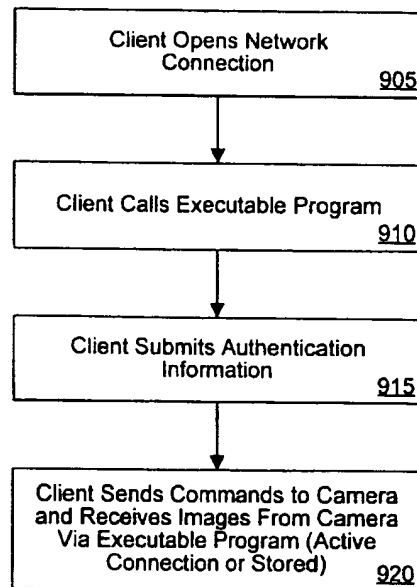 Client Opens Network
Connection
905
Client Calls Executable Program
910
Client Submits Authentication
Information
915
Client Sends Commands to Camera
and Receives Images From Camera
Via Executable Program (Active
Connection or Stored)
920